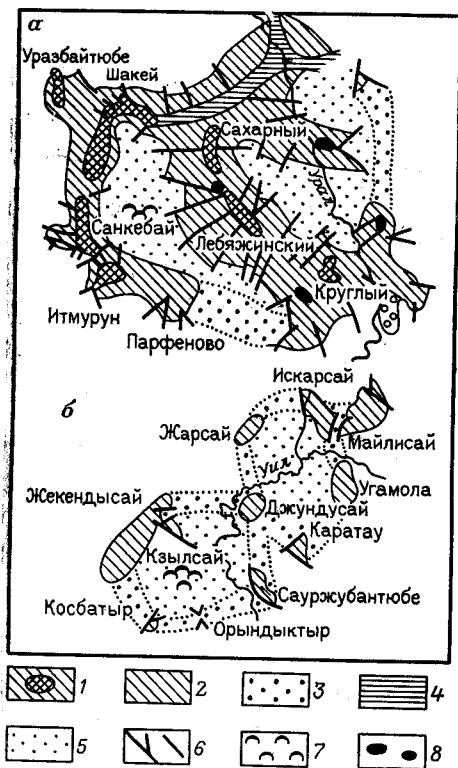 а
Уразбайтюбе
Шакей
Сахарный
Урал
Санкебай
Лебяжинский
Круглый
Итмурун
Парфеново
Искарсай
б
Жарсай
Майлисай
Уил
Угамола
Жекендысай
Джундусай
Каратау
Кзылсай
Сауржубантюбе
Косбатыр
Орындыктыр
1 2 3 4
5 6 7 8